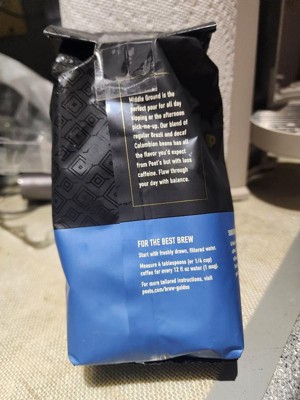 Middle Ground is the
perfect pour for all day
sipping or the afternoon
pick-me-up. Our blend of
regular Brazil and decaf
Colombian beans has all
the flavor you'd expect
from Peet's but with less
caffeine. Flow through
your day with balance.
FOR THE BEST BREW
Start with freshly drawn, filtered water.
Measure 4 tablespoons (or 1/4 cup)
coffee for every 12 fl oz water (1 mug).
For more tailored instructions, visit
peets.com/brew-guides